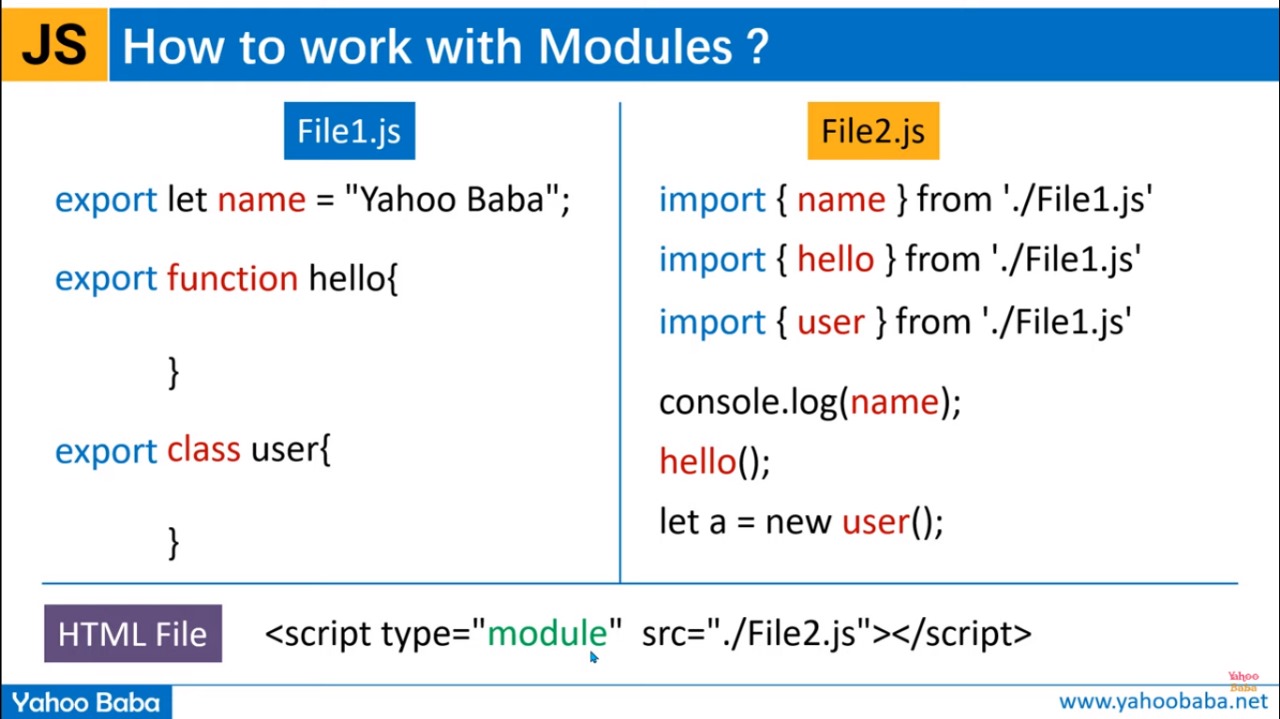 JS How to work with Modules ?
File1.js
export let name = "Yahoo Baba";
export function hello{
}
export class user{
}
File2.js
import { name } from './File1.js'
import { hello } from './File1.js'
import { user } from './File1.js'
console.log(name);
hello();
let a = new user();
HTML File <script type="module" src="./File2.js"></script>
Yahoo
Baba
Yahoo Baba www.yahoobaba.net